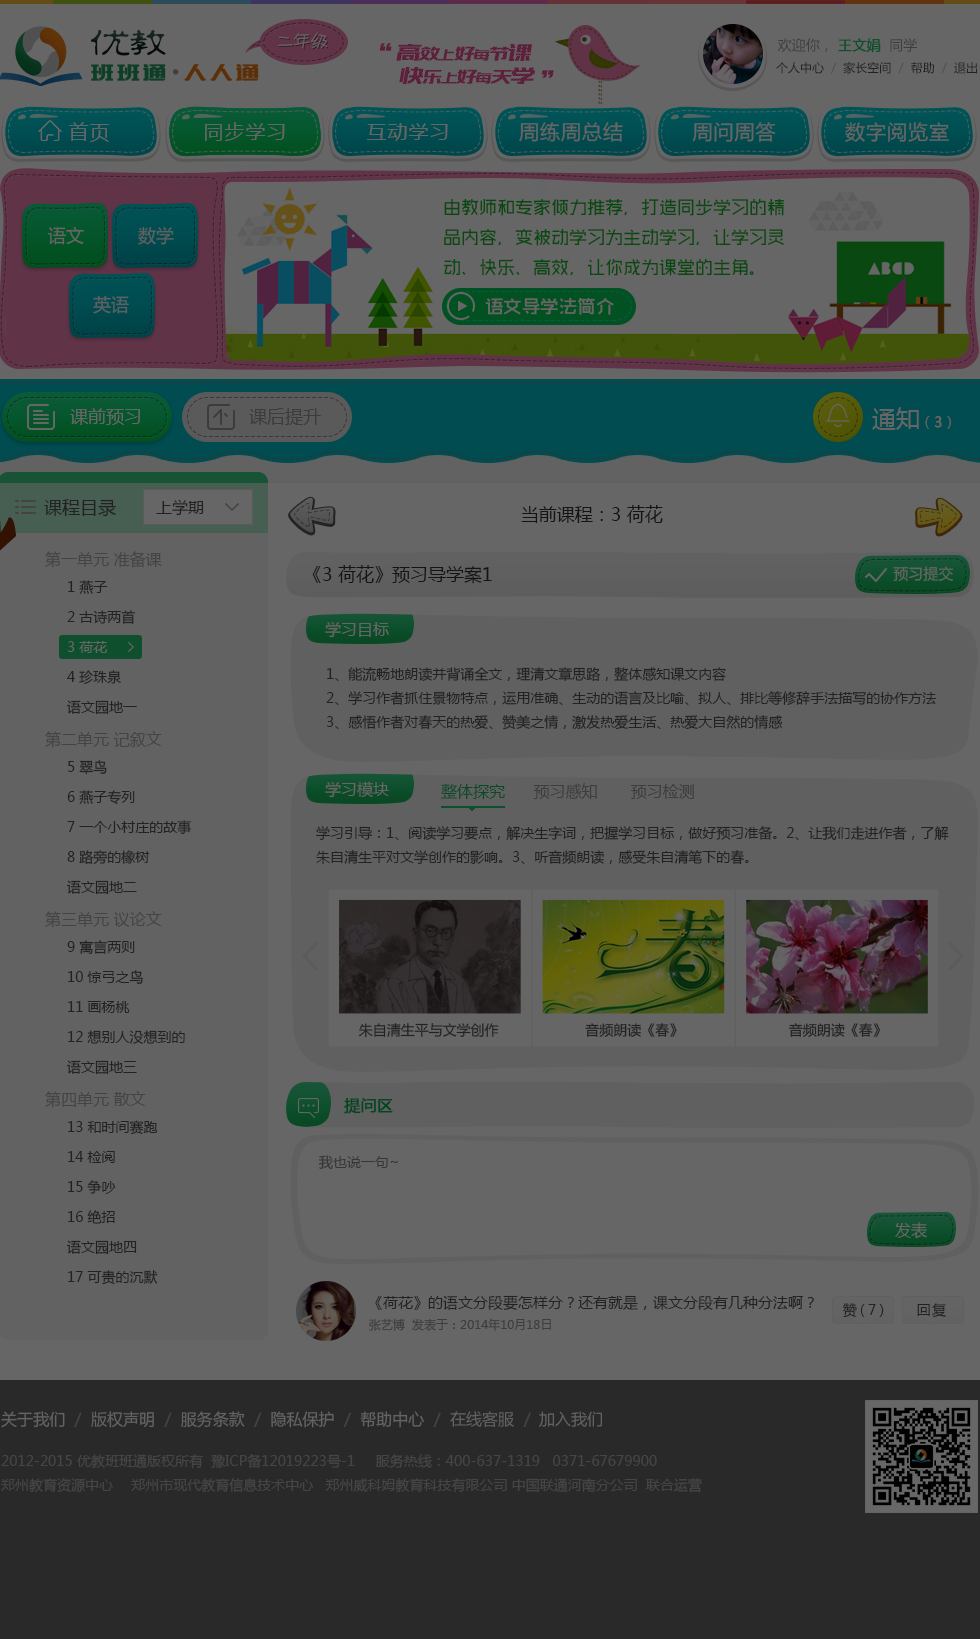 优教
班班通·人人通
二年级
“高效上好每节课
快乐上好每天学”
欢迎你， 王文娟 同学
个人中心 / 家长空间 / 帮助 / 退出
首页
同步学习
互动学习
周练周总结
周问周答
数字阅览室
语文
数学
英语
由教师和专家倾力推荐，打造同步学习的精
品内容，变被动学习为主动学习，让学习灵
动、快乐、高效，让你成为课堂的主角。
语文导学法简介
ABCD
课前预习
课后提升
通知（3）
课程目录
上学期
第一单元 准备课
1 燕子
2 古诗两首
3 荷花
4 珍珠泉
语文园地一
第二单元 记叙文
5 翠鸟
6 燕子专列
7 一个小村庄的故事
8 路旁的橡树
语文园地二
第三单元 议论文
9 寓言两则
10 惊弓之鸟
11 画杨桃
12 想别人没想到的
语文园地三
第四单元 散文
13 和时间赛跑
14 检阅
15 争吵
16 绝招
语文园地四
17 可贵的沉默
当前课程：3 荷花
《3 荷花》预习导学案1
预习提交
学习目标
1、能流畅地朗读并背诵全文，理清文章思路，整体感知课文内容
2、学习作者抓住景物特点，运用准确、生动的语言及比喻、拟人、排比等修辞手法描写的协作方法
3、感悟作者对春天的热爱、赞美之情，激发热爱生活、热爱大自然的情感
学习模块
整体探究
预习感知
预习检测
学习引导：1、阅读学习要点，解决生字词，把握学习目标，做好预习准备。2、让我们走进作者，了解
朱自清生平对文学创作的影响。3、听音频朗读，感受朱自清笔下的春。
春
朱自清生平与文学创作
音频朗读《春》
音频朗读《春》
提问区
我也说一句~
发表
《荷花》的语文分段要怎样分？还有就是，课文分段有几种分法啊？
张艺博 发表于：2014年10月18日
赞（7）
回复
关于我们 / 版权声明 / 服务条款 / 隐私保护 / 帮助中心 / 在线客服 / 加入我们
2012-2015 优教班班通版权所有 豫ICP备12019223号-1 服务热线：400-637-1319 0371-67679900
郑州教育资源中心 郑州市现代教育信息技术中心 郑州威科姆教育科技有限公司 中国联通河南分公司 联合运营